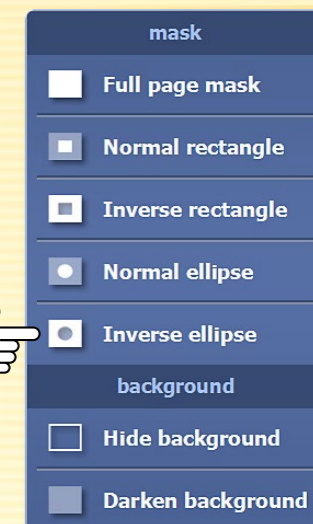 mask
Full page mask
Normal rectangle
Inverse rectangle
Normal ellipse
Inverse ellipse
background
Hide background
Darken background